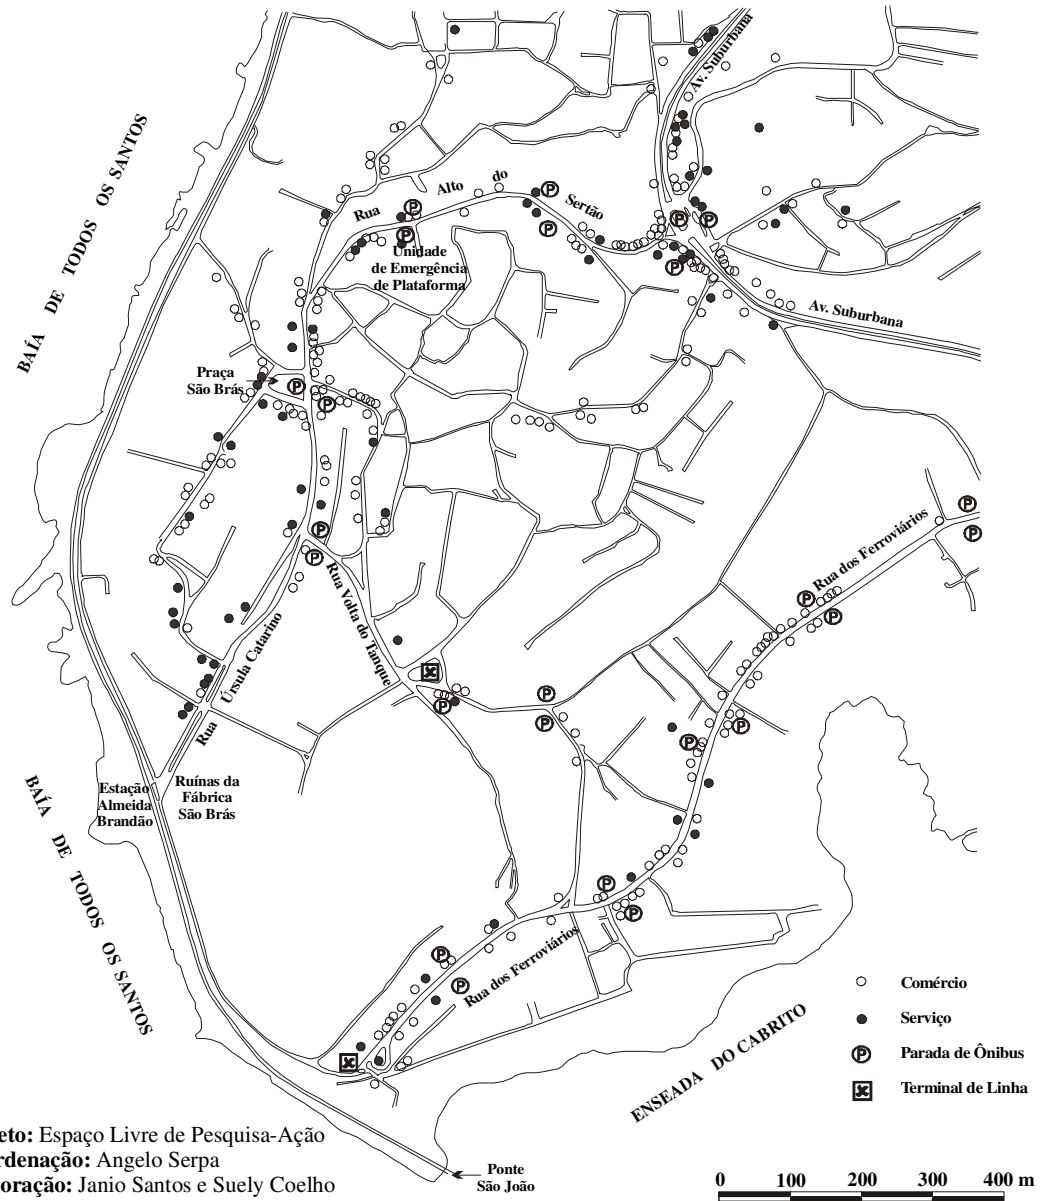 BAÍA DE TODOS OS SANTOS
Av. Suburbana
Rua Alto do Sertão
Unidade
de Emergência
de Plataforma
Av. Suburbana
Praça
São Brás
P
P
P
P
P
P
P
P
P
P
P
Rua dos Ferroviários
P
P
P
P
Rua Volta do Tanque
Rua Úrsula Catarino
P
P
P
P
P
Estação
Almeida
Brandão
Ruínas da
Fábrica
São Brás
BAÍA DE TODOS OS SANTOS
P
P
Rua dos Ferroviários
P
P
ENSEADA DO CABRITO
Comércio
Serviço
P Parada de Ônibus
Terminal de Linha
eto: Espaço Livre de Pesquisa-Ação
rdenação: Angelo Serpa
oração: Janio Santos e Suely Coelho
Ponte
São João
0 100 200 300 400 m